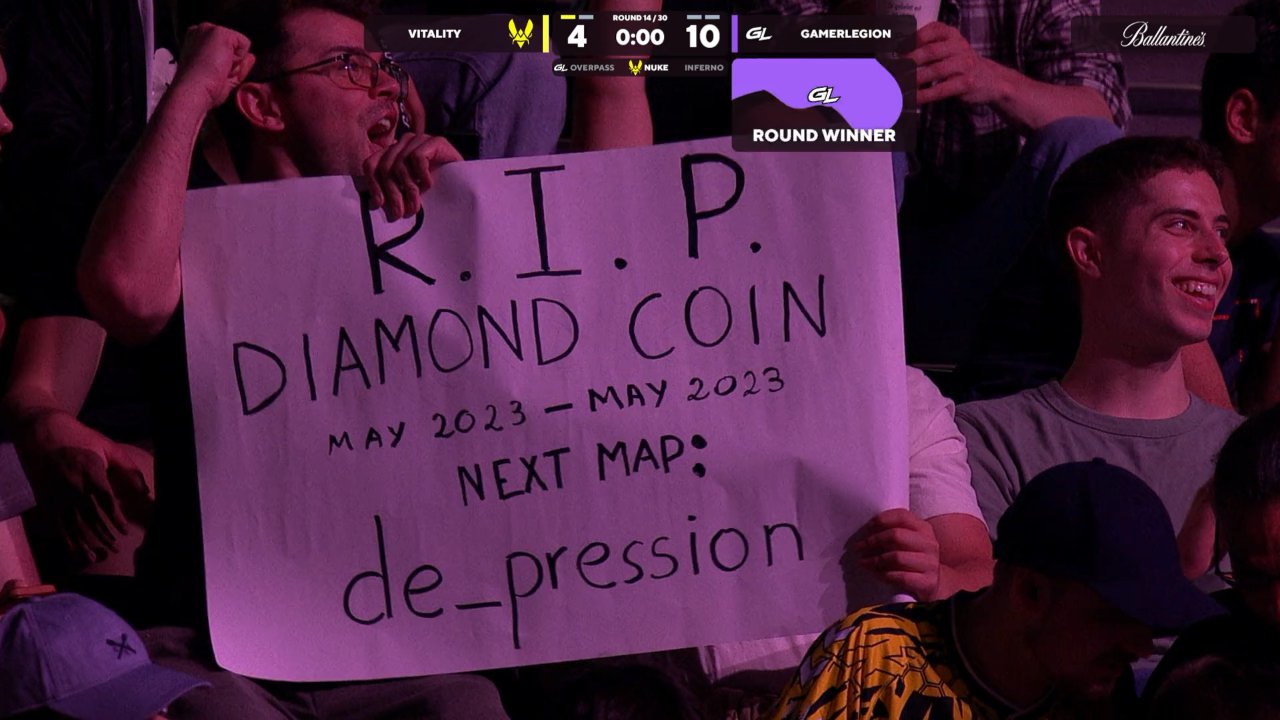 VITALITY
4
ROUND 14 / 30
0:00
10
GL
GAMERLEGION
GL OVERPASS
NUKE
INFERNO
Ballantine's
GL
ROUND WINNER
R.I.P.
DIAMOND COIN
MAY 2023 – MAY 2023
NEXT MAP:
de_pression